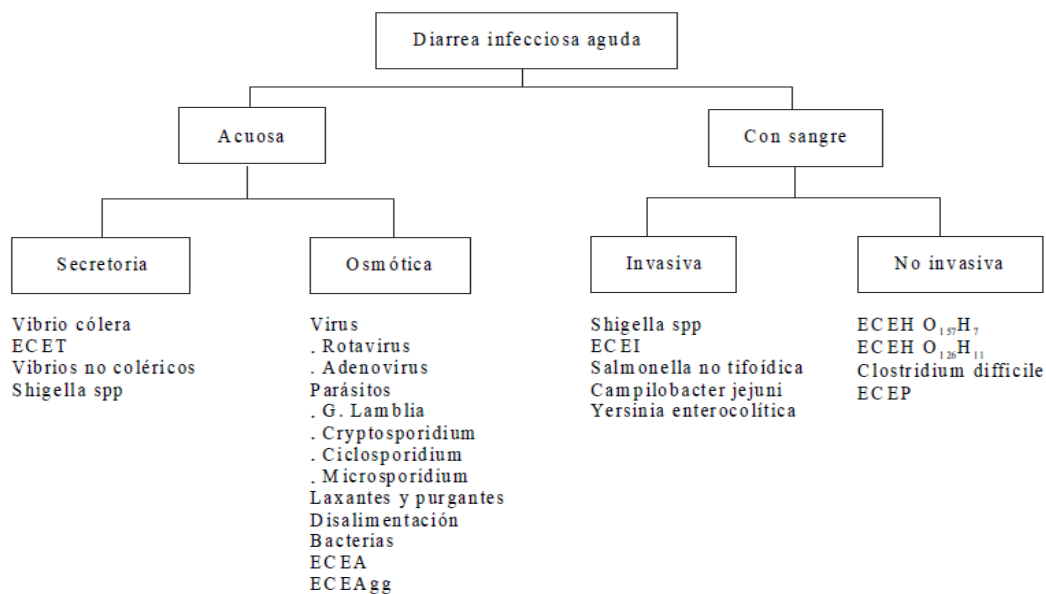 Diarrea infecciosa aguda
Acuosa
Con sangre
Secretoria
Osmótica
Invasiva
No invasiva
Vibrio cólera
ECET
Vibrios no coléricos
Shigella spp
Virus
. Rotavirus
. Adenovirus
Parásitos
. G. Lamblia
. Cryptosporidium
. Ciclosporidium
. Microsporidium
Laxantes y purgantes
Disalimentación
Bacterias
ECEA
ECEAgg
Shigella spp
ECEI
Salmonella no tifoídica
Campilobacter jejuni
Yersinia enterocolítica
ECEH O₁₅₇H₇
ECEH O₁₂₆H₁₁
Clostridium difficile
ECEP